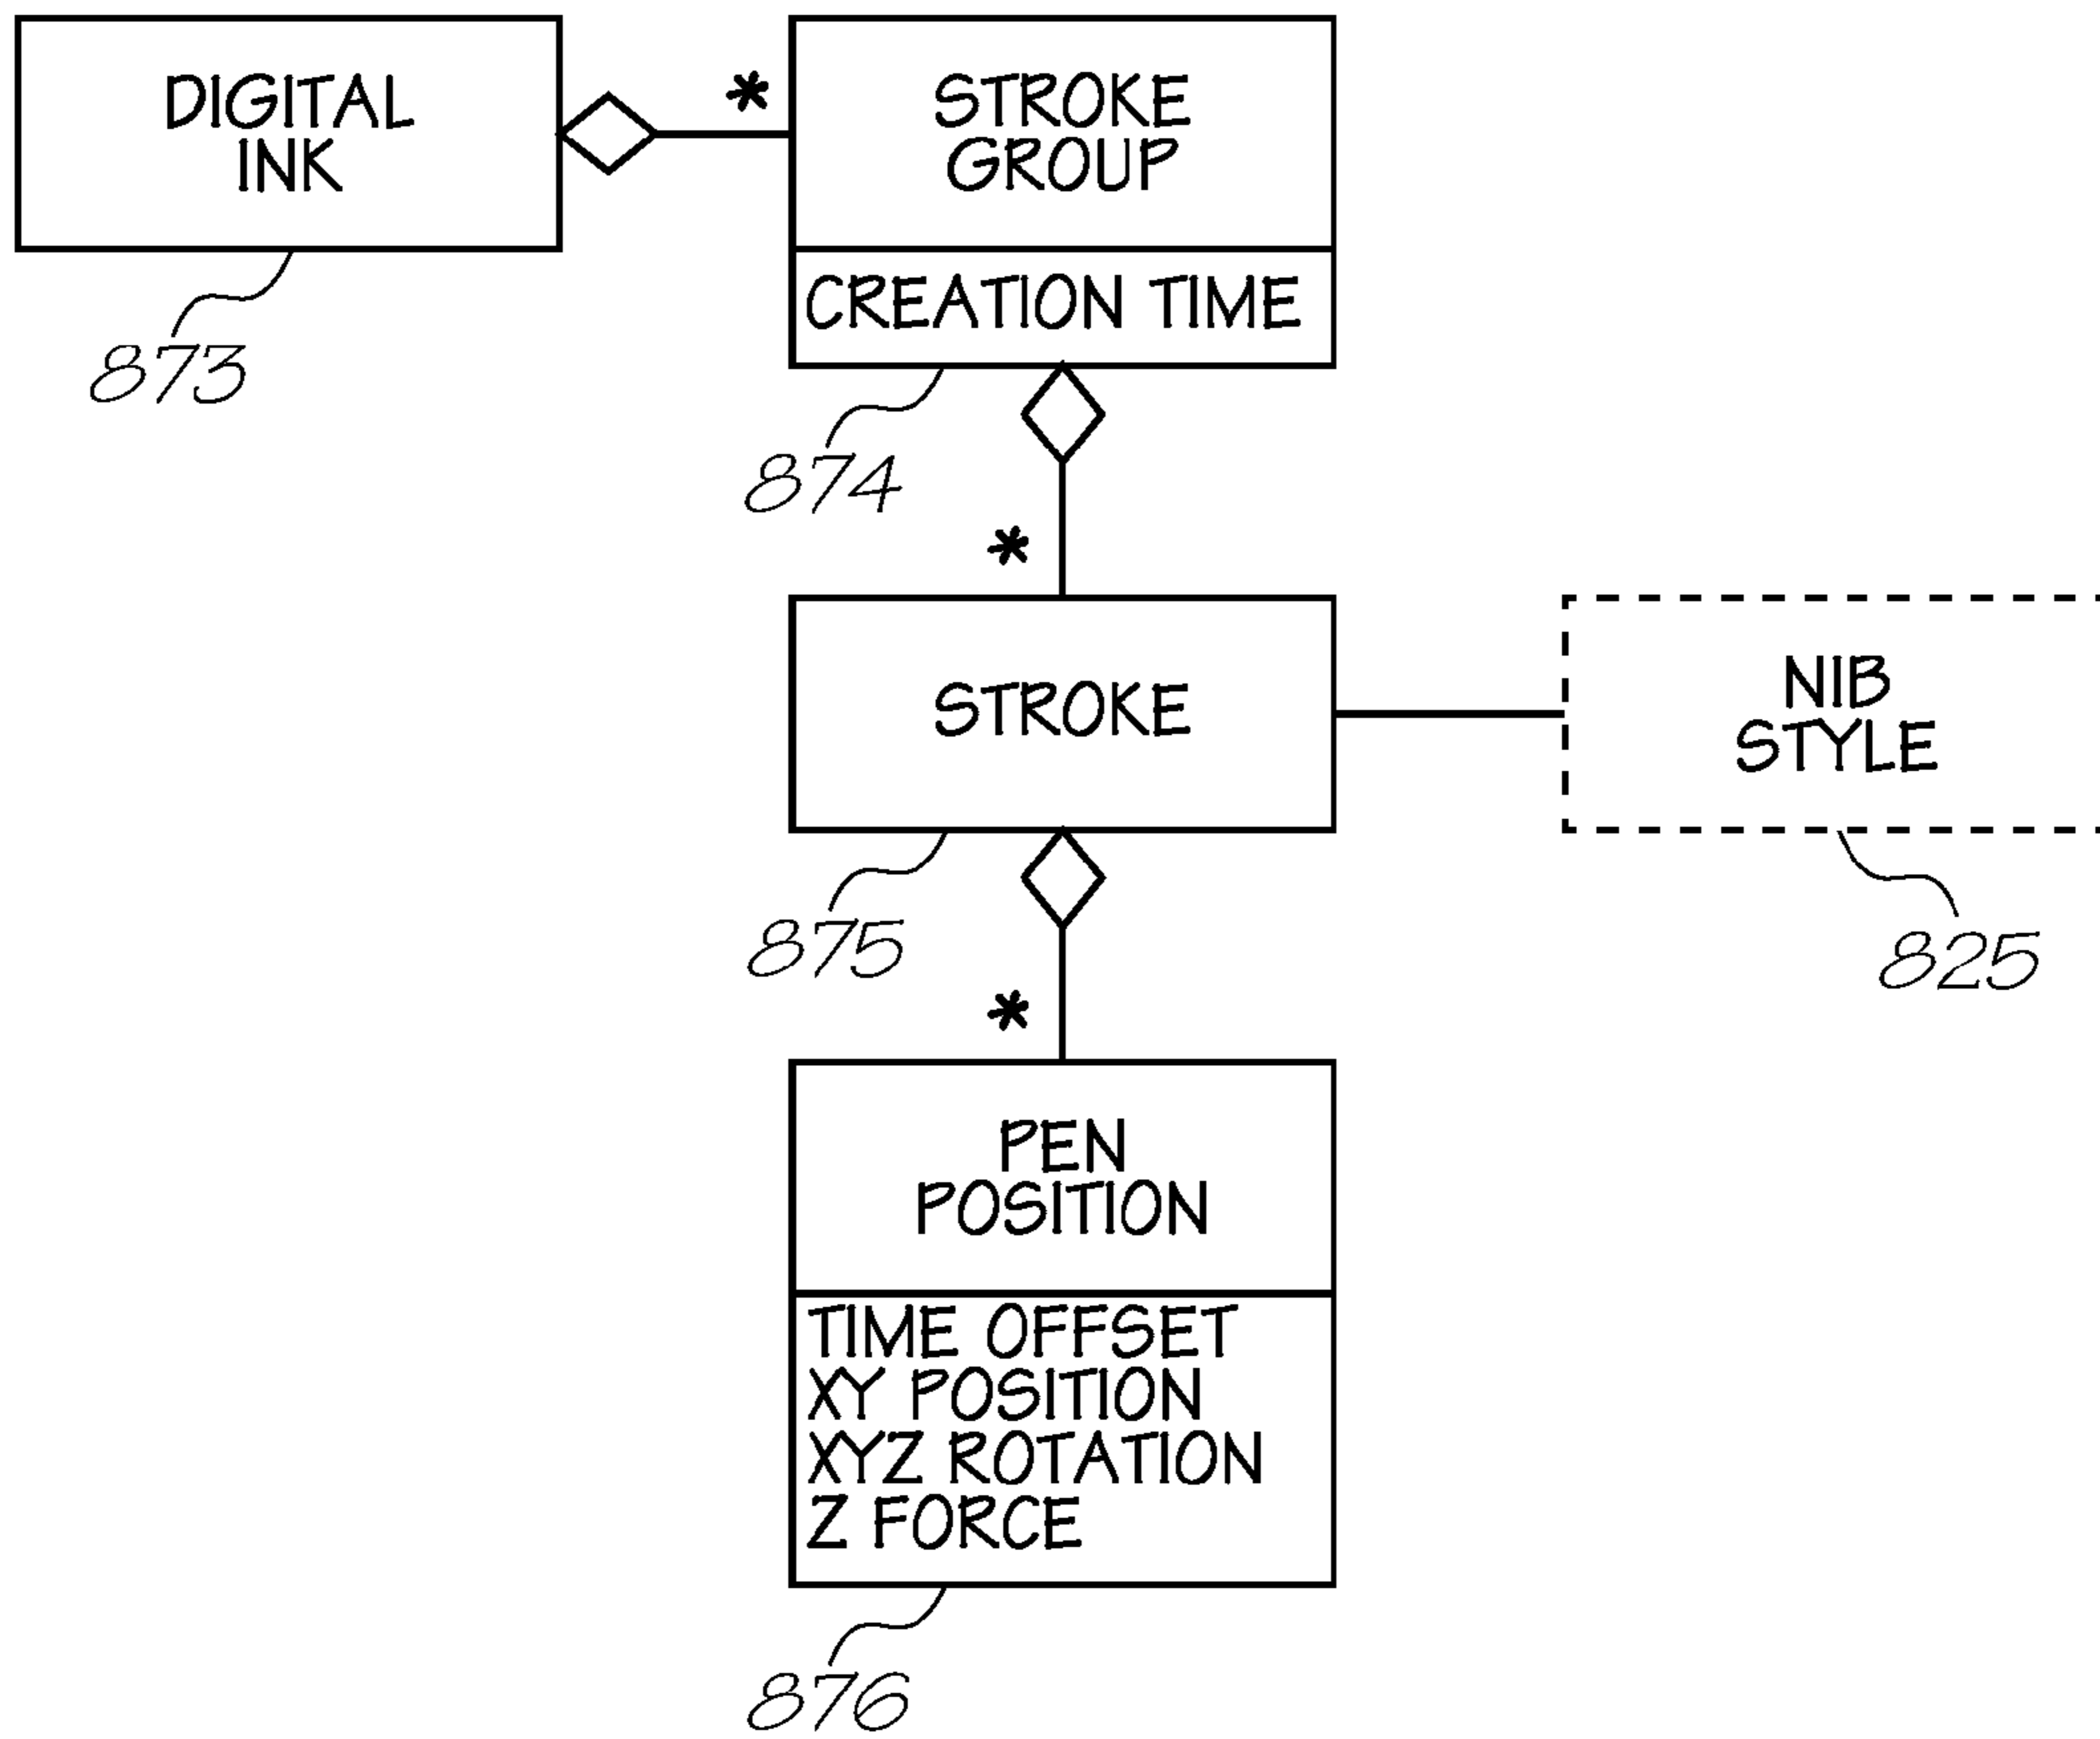 DIGITAL
INK
*
STROKE
GROUP
CREATION TIME
873
874
*
STROKE
NIB
STYLE
875
825
*
PEN
POSITION
TIME OFFSET
XY POSITION
XYZ ROTATION
Z FORCE
876